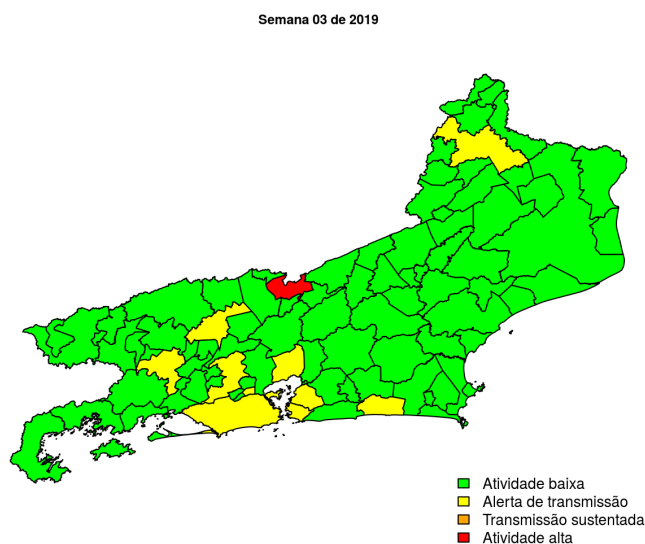 Semana 03 de 2019
Atividade baixa
Alerta de transmissão
Transmissão sustentada
Atividade alta